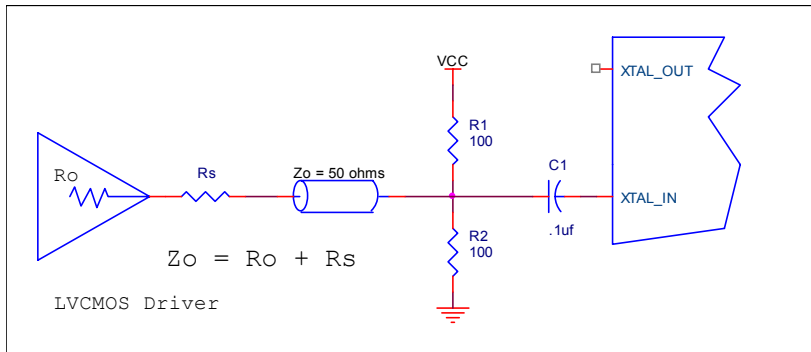 VCC
XTAL_OUT
R1
100
Ro
Rs
Zo = 50 ohms
C1
XTAL_IN
.1uf
R2
100
Zo = Ro + Rs
LVCMOS Driver